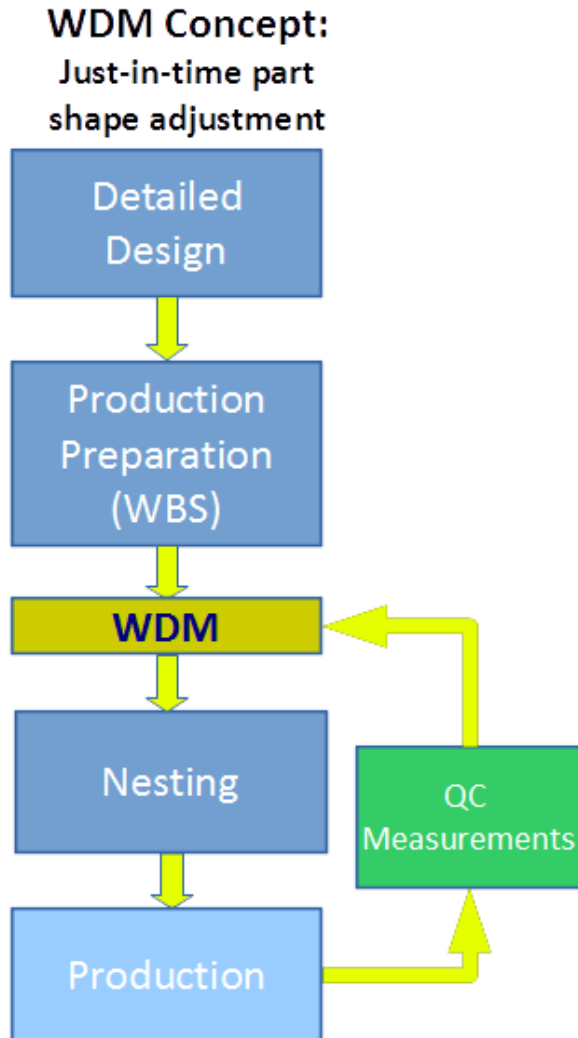 WDM Concept:
Just-in-time part
shape adjustment
Detailed
Design
Production
Preparation
(WBS)
WDM
Nesting
QC
Measurements
Production